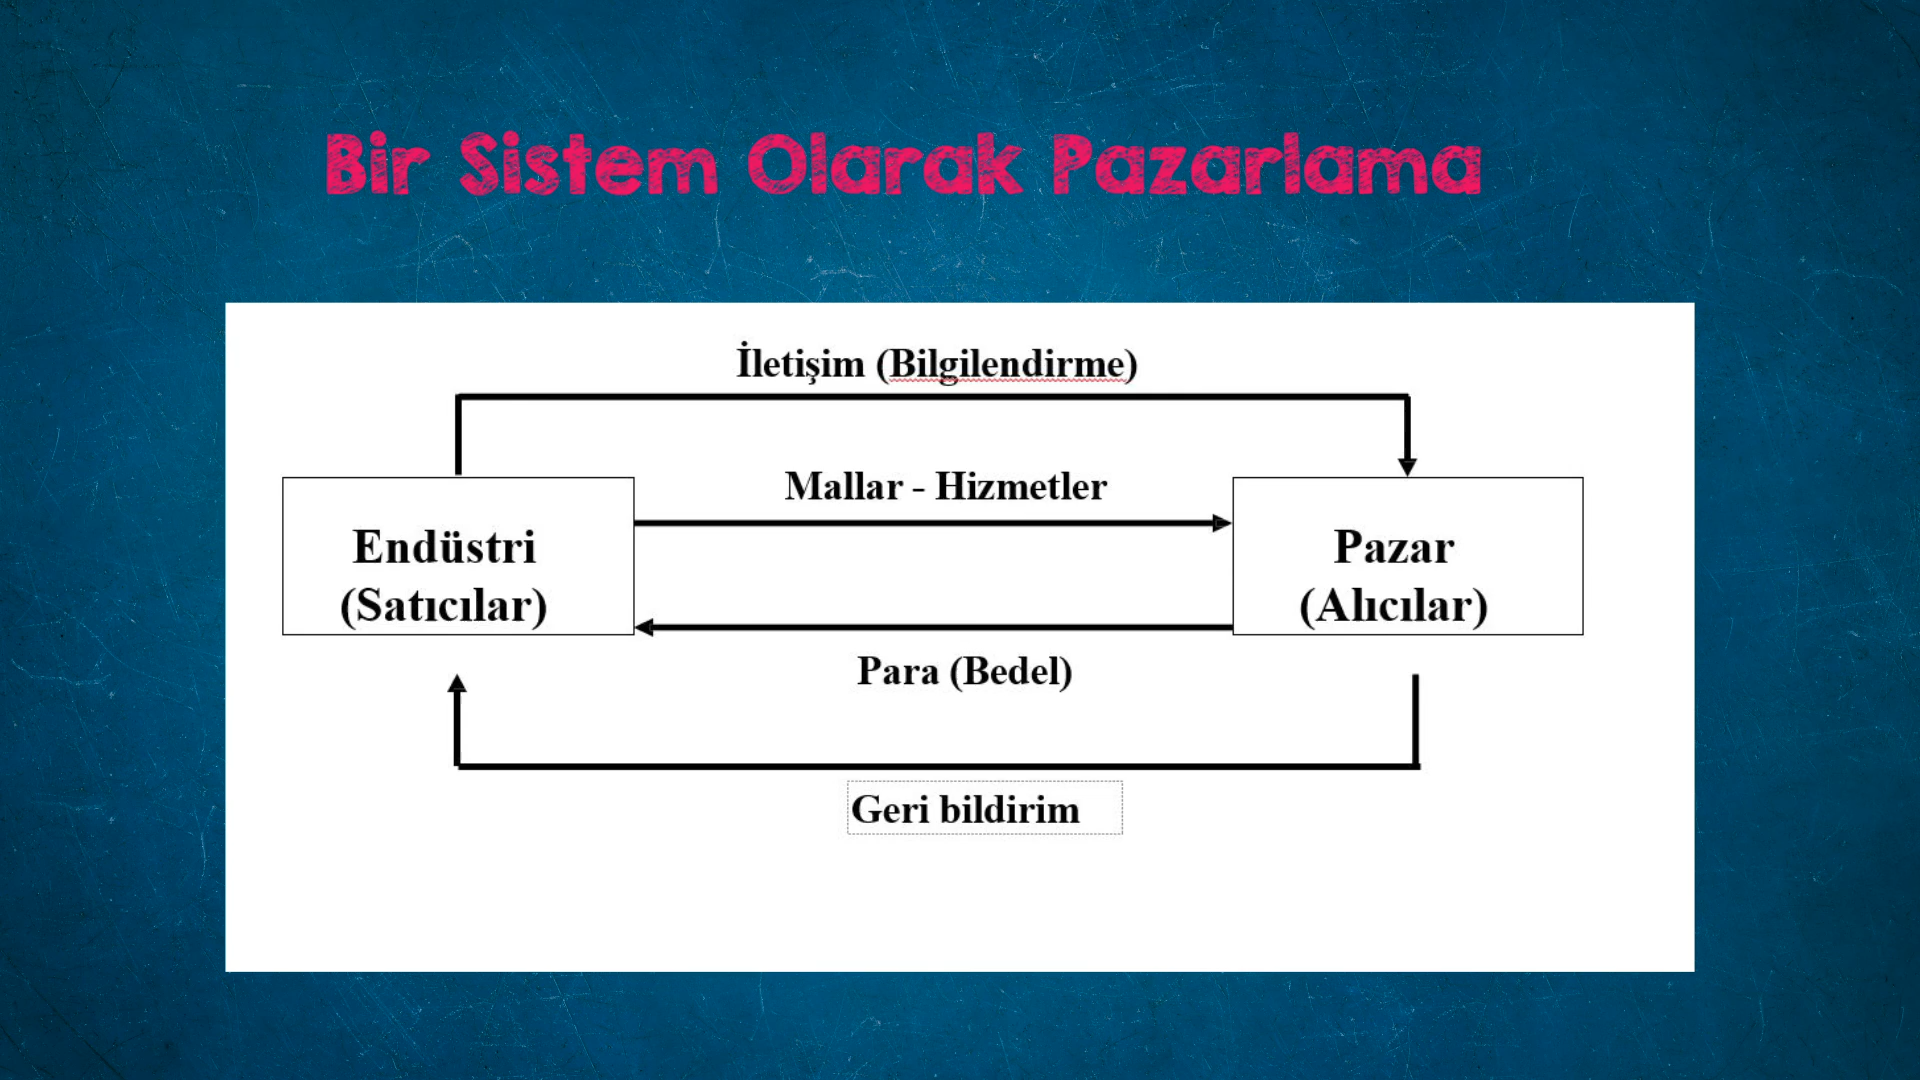 Bir Sistem Olarak Pazarlama
İletişim (Bilgilendirme)
Mallar - Hizmetler
Endüstri
(Satıcılar)
Pazar
(Alıcılar)
Para (Bedel)
Geri bildirim